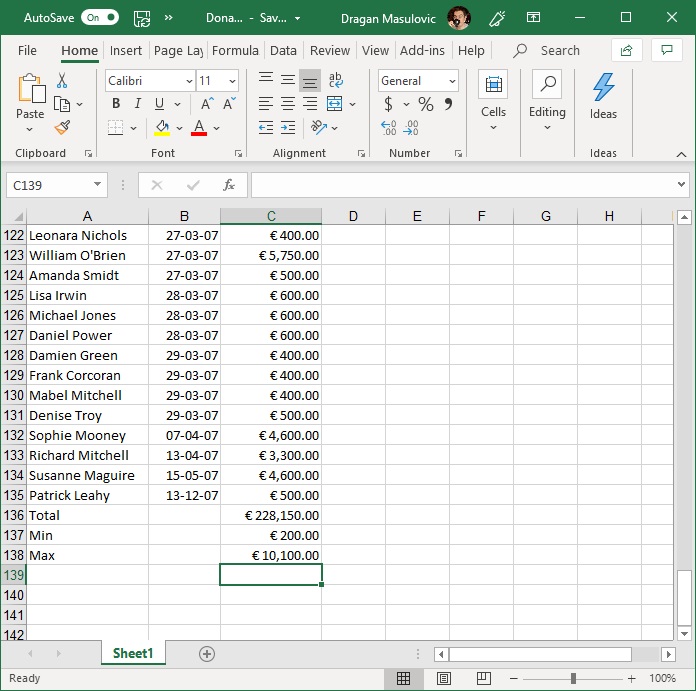 AutoSave On Dona... - Sav... Dragan Masulovic
File Home Insert Page Lay Formula Data Review View Add-ins Help Search
Paste Calibri 11 General Cells Editing Ideas
B I U A A ab $ % 9
Clipboard Font Alignment Number Ideas
C139 fx
A B C D E F G H
122 Leonara Nichols 27-03-07 € 400.00
123 William O'Brien 27-03-07 € 5,750.00
124 Amanda Smidt 27-03-07 € 500.00
125 Lisa Irwin 28-03-07 € 600.00
126 Michael Jones 28-03-07 € 600.00
127 Daniel Power 28-03-07 € 600.00
128 Damien Green 29-03-07 € 400.00
129 Frank Corcoran 29-03-07 € 400.00
130 Mabel Mitchell 29-03-07 € 400.00
131 Denise Troy 29-03-07 € 500.00
132 Sophie Mooney 07-04-07 € 4,600.00
133 Richard Mitchell 13-04-07 € 3,300.00
134 Susanne Maguire 15-05-07 € 4,600.00
135 Patrick Leahy 13-12-07 € 500.00
136 Total € 228,150.00
137 Min € 200.00
138 Max € 10,100.00
139
140
141
142
Sheet1
Ready 100%